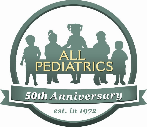 ALL
PEDIATRICS
50th Anniversary
est. in 1972